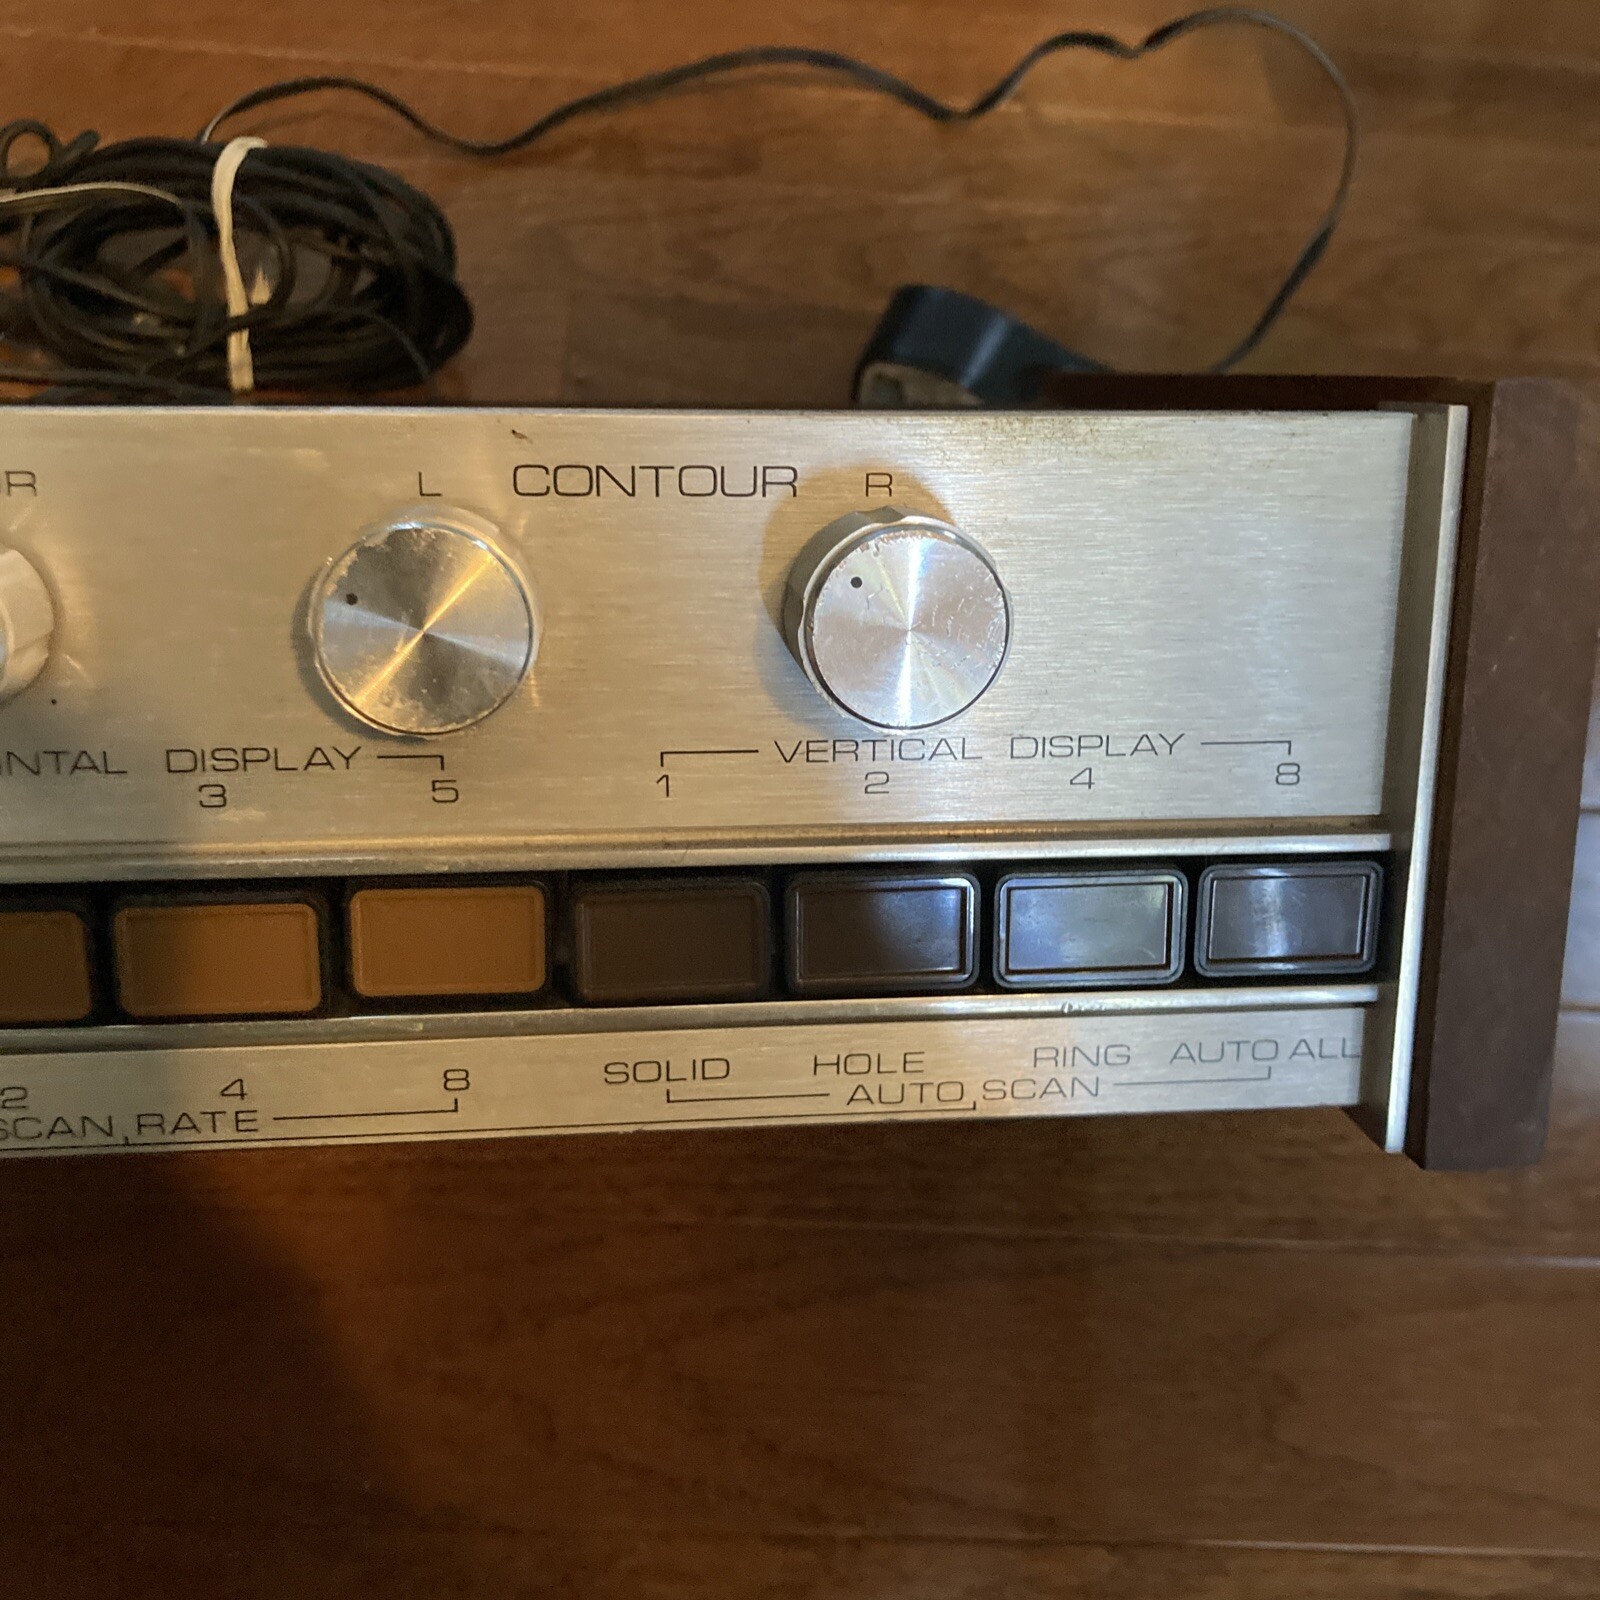 L CONTOUR R
DISPLAY VERTICAL DISPLAY
3 5 1 2 4 8
SOLID HOLE RING AUTO ALL
2 4 8 AUTO SCAN
SCAN RATE